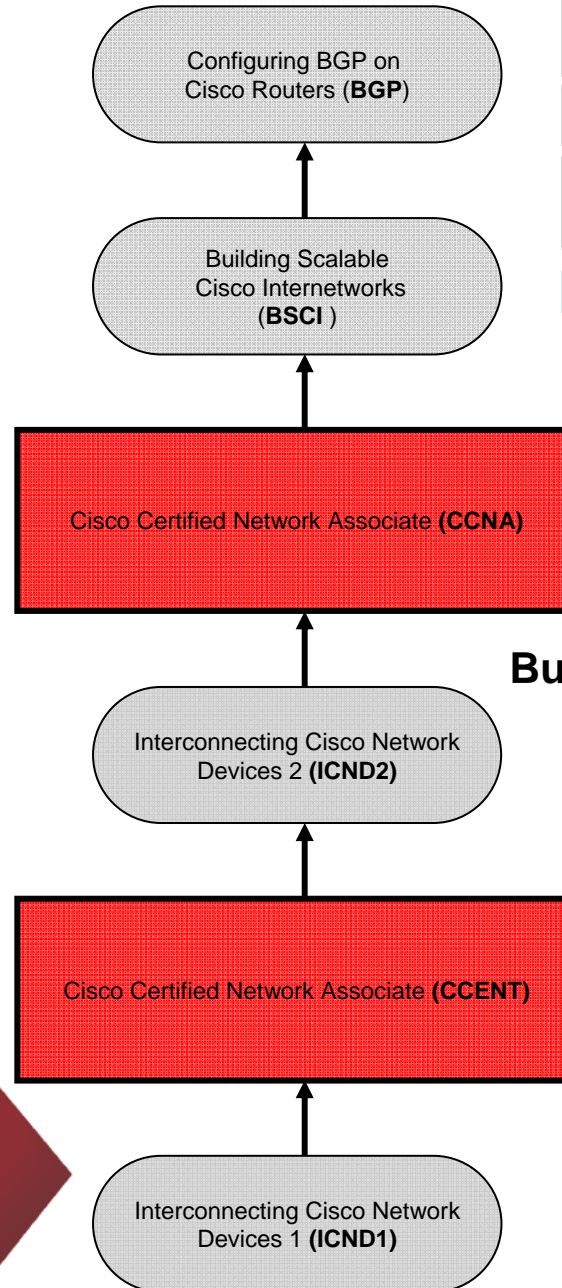 Configuring BGP on
Cisco Routers (BGP)
Building Scalable
Cisco Internetworks
(BSCI )
Cisco Certified Network Associate (CCNA)
Bu
Interconnecting Cisco Network
Devices 2 (ICND2)
Cisco Certified Network Associate (CCENT)
Interconnecting Cisco Network
Devices 1 (ICND1)